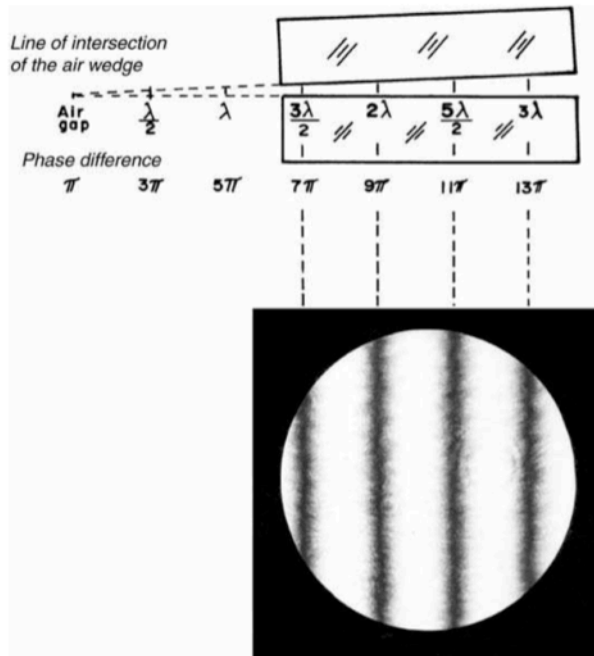 Line of intersection
of the air wedge
Air
gap
λ/2
λ
3λ/2
2λ
5λ/2
3λ
Phase difference
π 3π 5π 7π 9π 11π 13π